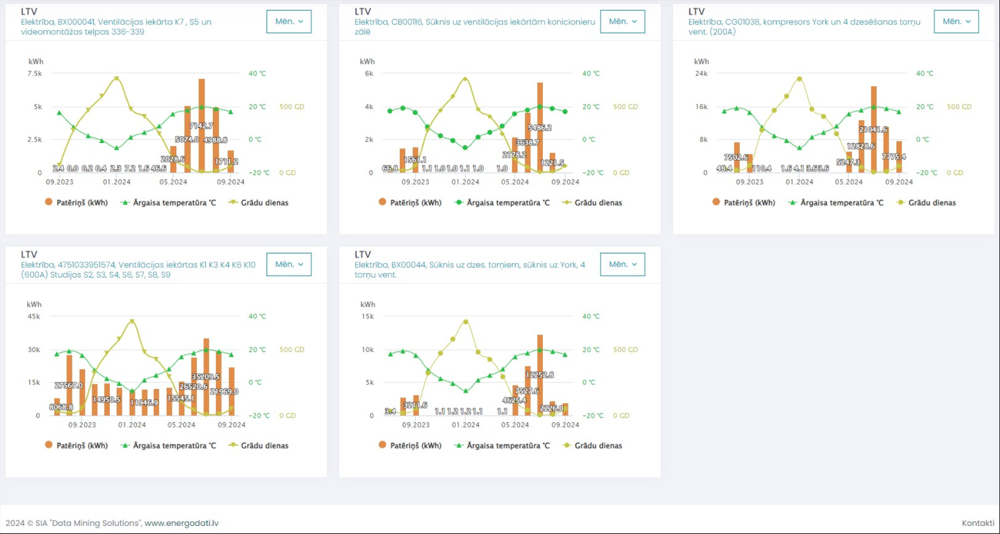 LTV
Elektrība, BX000041, Ventilācijas iekārta K7 , S5 un
videomontāžas telpas 336-339
Mēn.
kWh
7.5k
5k
2.5k
0
40 °C
20 °C
0 °C
−20 °C
500 GD
0 GD
2.4 0.0 0.2 0.4 2.3 7.2 1.6 46.6 2028.6 5074.0 7142.7 4988.8 1711.2
09.2023 01.2024 05.2024 09.2024
Patēriņš (kWh) Ārgaisa temperatūra °C Grādu dienas
LTV
Elektrība, CB00116, Sūknis uz ventilācijas iekārtām konicionieru
zālē
Mēn.
kWh
6k
4k
2k
0
40 °C
20 °C
0 °C
−20 °C
500 GD
0 GD
66.8 1561.1 1.1 1.0 1.0 1.1 1.0 1.0 2178.2 3638.7 5486.2 1221.5
09.2023 01.2024 05.2024 09.2024
Patēriņš (kWh) Ārgaisa temperatūra °C Grādu dienas
LTV
Elektrība, CG01038, kompresors York un 4 dzesēšanas torņu
vent. (200A)
Mēn.
kWh
24k
16k
8k
0
40 °C
20 °C
0 °C
−20 °C
500 GD
0 GD
48.4 7502.6 110.4 1.6 4.1 3.6 3.6 5247.3 12828.6 21041.6 7775.4
09.2023 01.2024 05.2024 09.2024
Patēriņš (kWh) Ārgaisa temperatūra °C Grādu dienas
LTV
Elektrība, 4751033951574, Ventilācijas iekārtas K1 K3 K4 K6 K10
(600A) Studijas S2, S3, S4, S6, S7, S8, S9
Mēn.
kWh
45k
30k
15k
0
40 °C
20 °C
0 °C
−20 °C
500 GD
0 GD
8068.8 27567.0 14950.5 11946.9 15545.1 26520.6 35209.5 21969.0
09.2023 01.2024 05.2024 09.2024
Patēriņš (kWh) Ārgaisa temperatūra °C Grādu dienas
LTV
Elektrība, BX00044, Sūknis uz dzes. torņiem, sūknis uz York, 4
torņu vent.
Mēn.
kWh
15k
10k
5k
0
40 °C
20 °C
0 °C
−20 °C
500 GD
0 GD
3.4 3211.6 1.1 1.2 1.2 1.1 1.1 4625.4 7527.6 12252.8 2226.0
09.2023 01.2024 05.2024 09.2024
Patēriņš (kWh) Ārgaisa temperatūra °C Grādu dienas
2024 © SIA "Data Mining Solutions", www.energodati.lv
Kontakti